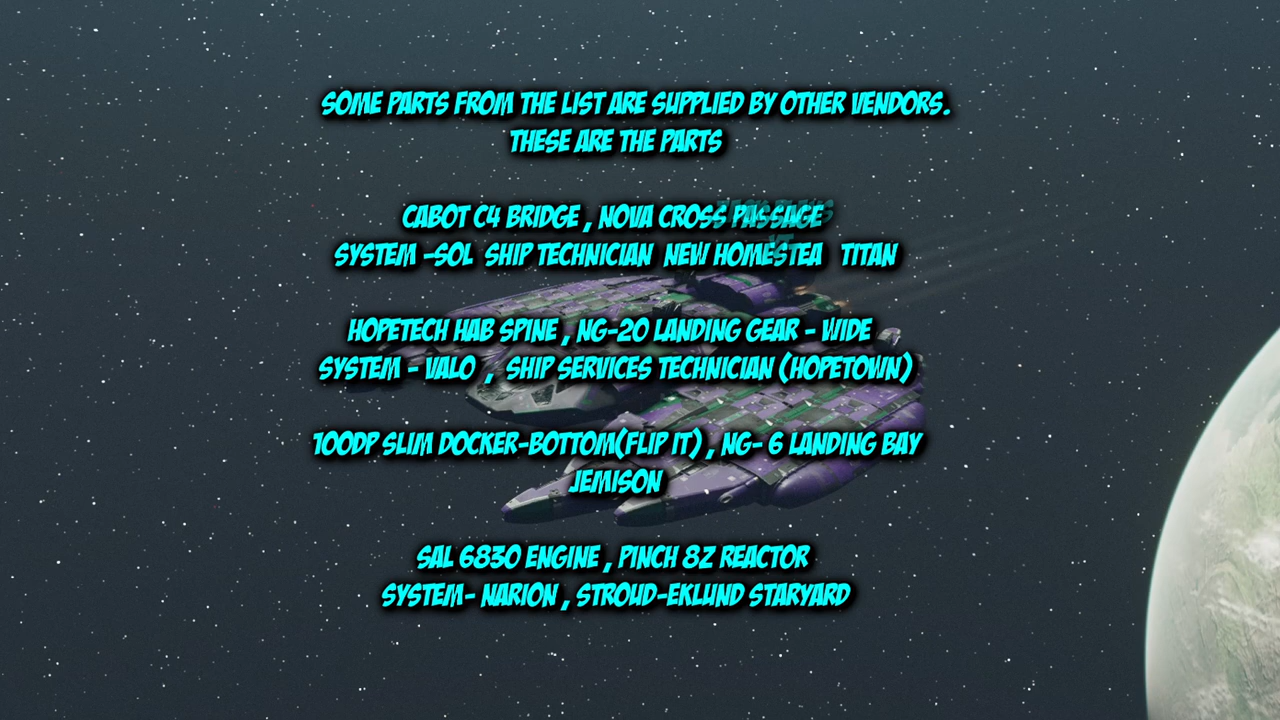 SOME PARTS FROM THE LIST ARE SUPPLIED BY OTHER VENDORS.
THESE ARE THE PARTS
CABOT C4 BRIDGE , NOVA CROSS PASSAGE
SYSTEM -SOL SHIP TECHNICIAN NEW HOMESTEA TITAN
HOPETECH HAB SPINE , NG-20 LANDING GEAR - WIDE
SYSTEM - VALO , SHIP SERVICES TECHNICIAN (HOPETOWN)
100DP SLIM DOCKER-BOTTOM(FLIP IT) , NG- 6 LANDING BAY
JEMISON
SAL 6830 ENGINE , PINCH 8Z REACTOR
SYSTEM- NARION , STROUD-EKLUND STARYARD